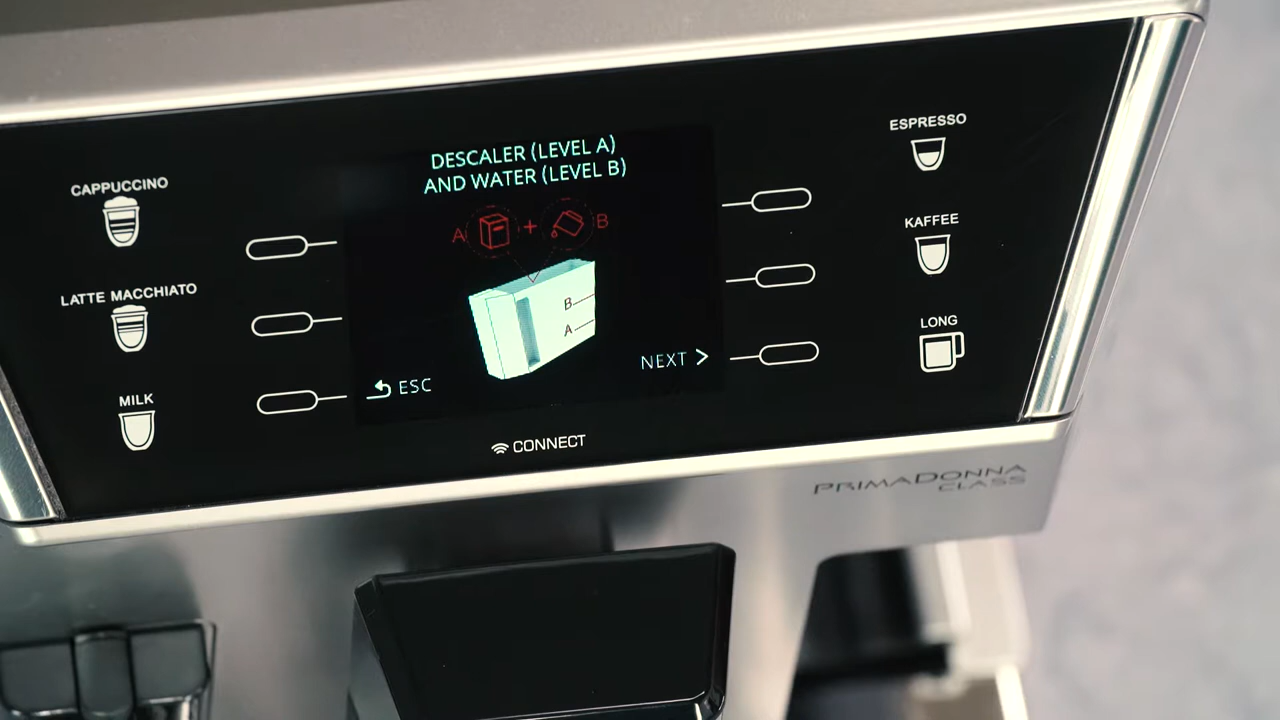 CAPPUCCINO
LATTE MACCHIATO
MILK
DESCALER (LEVEL A)
AND WATER (LEVEL B)
A + B
B
A
ESC
NEXT >
CONNECT
ESPRESSO
KAFFEE
LONG
PRIMADONNA
CLASS